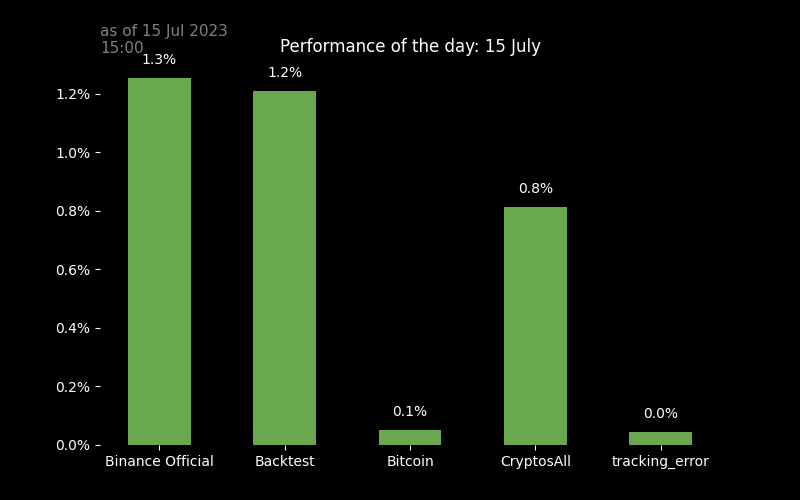 as of 15 Jul 2023
15:00
Performance of the day: 15 July
1.3%
1.2%
0.1%
0.8%
0.0%
1.2%
1.0%
0.8%
0.6%
0.4%
0.2%
0.0%
Binance Official
Backtest
Bitcoin
CryptosAll
tracking_error